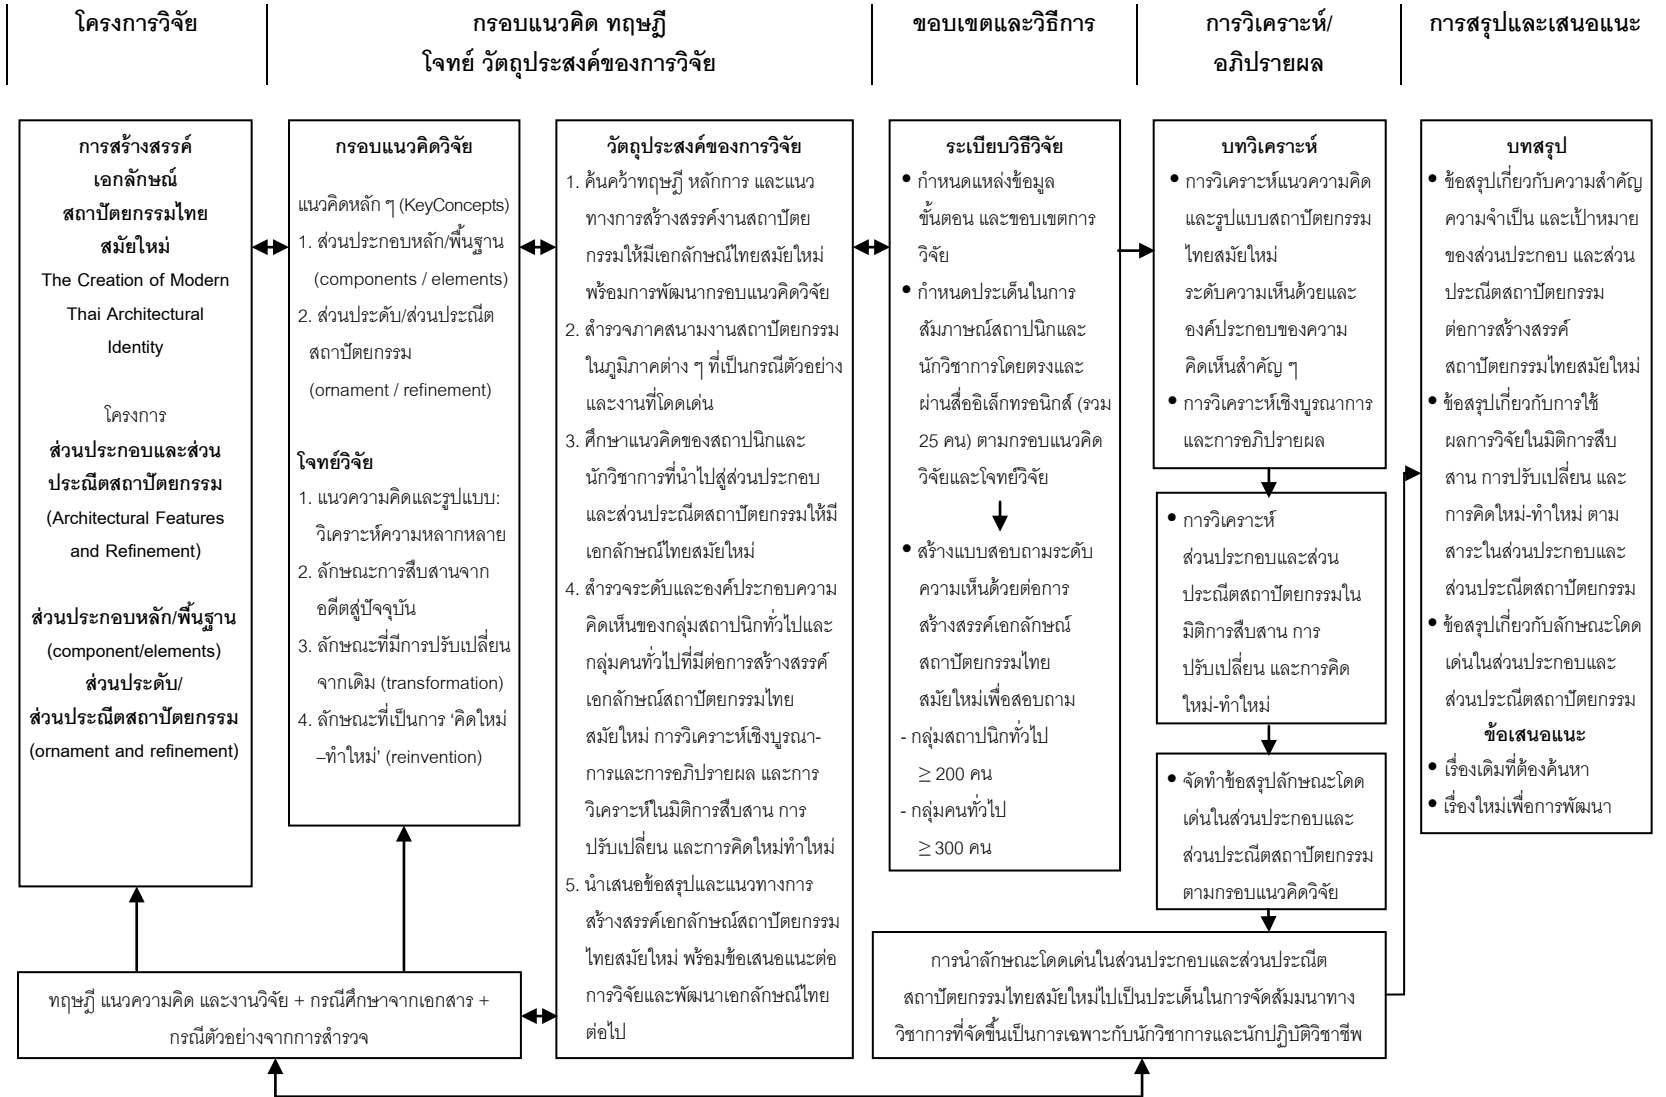 โครงการวิจัย
กรอบแนวคิด ทฤษฎี
โจทย์ วัตถุประสงค์ของการวิจัย
ขอบเขตและวิธีการ
การวิเคราะห์/
อภิปรายผล
การสรุปและเสนอแนะ
การสร้างสรรค์
เอกลักษณ์
สถาปัตยกรรมไทย
สมัยใหม่
The Creation of Modern
Thai Architectural
Identity
โครงการ
ส่วนประกอบและส่วน
ประณีตสถาปัตยกรรม
(Architectural Features
and Refinement)
ส่วนประกอบหลัก/พื้นฐาน
(component/elements)
ส่วนประดับ/
ส่วนประณีตสถาปัตยกรรม
(ornament and refinement)
กรอบแนวคิดวิจัย
แนวคิดหลัก ๆ (KeyConcepts)
1. ส่วนประกอบหลัก/พื้นฐาน
(components / elements)
2. ส่วนประดับ/ส่วนประณีต
สถาปัตยกรรม
(ornament / refinement)
โจทย์วิจัย
1. แนวความคิดและรูปแบบ:
วิเคราะห์ความหลากหลาย
2. ลักษณะการสืบสานจาก
อดีตสู่ปัจจุบัน
3. ลักษณะที่มีการปรับเปลี่ยน
จากเดิม (transformation)
4. ลักษณะที่เป็นการ ‘คิดใหม่
–ทำใหม่’ (reinvention)
วัตถุประสงค์ของการวิจัย
1. ค้นคว้าทฤษฎี หลักการ และแนว
ทางการสร้างสรรค์งานสถาปัตย
กรรมให้มีเอกลักษณ์ไทยสมัยใหม่
พร้อมการพัฒนากรอบแนวคิดวิจัย
2. สำรวจภาคสนามงานสถาปัตยกรรม
ในภูมิภาคต่าง ๆ ที่เป็นกรณีตัวอย่าง
และงานที่โดดเด่น
3. ศึกษาแนวคิดของสถาปนิกและ
นักวิชาการที่นำไปสู่ส่วนประกอบ
และส่วนประณีตสถาปัตยกรรมให้มี
เอกลักษณ์ไทยสมัยใหม่
4. สำรวจระดับและองค์ประกอบความ
คิดเห็นของกลุ่มสถาปนิกทั่วไปและ
กลุ่มคนทั่วไปที่มีต่อการสร้างสรรค์
เอกลักษณ์สถาปัตยกรรมไทย
สมัยใหม่ การวิเคราะห์เชิงบูรณา-
การและการอภิปรายผล และการ
วิเคราะห์ในมิติการสืบสาน การ
ปรับเปลี่ยน และการคิดใหม่ทำใหม่
5. นำเสนอข้อสรุปและแนวทางการ
สร้างสรรค์เอกลักษณ์สถาปัตยกรรม
ไทยสมัยใหม่ พร้อมข้อเสนอแนะต่อ
การวิจัยและพัฒนาเอกลักษณ์ไทย
ต่อไป
ระเบียบวิธีวิจัย
• กำหนดแหล่งข้อมูล
ขั้นตอน และขอบเขตการ
วิจัย
• กำหนดประเด็นในการ
สัมภาษณ์สถาปนิกและ
นักวิชาการโดยตรงและ
ผ่านสื่ออิเล็กทรอนิกส์ (รวม
25 คน) ตามกรอบแนวคิด
วิจัยและโจทย์วิจัย
• สร้างแบบสอบถามระดับ
ความเห็นด้วยต่อการ
สร้างสรรค์เอกลักษณ์
สถาปัตยกรรมไทย
สมัยใหม่เพื่อสอบถาม
- กลุ่มสถาปนิกทั่วไป
≥ 200 คน
- กลุ่มคนทั่วไป
≥ 300 คน
บทวิเคราะห์
• การวิเคราะห์แนวความคิด
และรูปแบบสถาปัตยกรรม
ไทยสมัยใหม่
ระดับความเห็นด้วยและ
องค์ประกอบของความ
คิดเห็นสำคัญ ๆ
• การวิเคราะห์เชิงบูรณาการ
และการอภิปรายผล
• การวิเคราะห์
ส่วนประกอบและส่วน
ประณีตสถาปัตยกรรมใน
มิติการสืบสาน การ
ปรับเปลี่ยน และการคิด
ใหม่-ทำใหม่
• จัดทำข้อสรุปลักษณะโดด
เด่นในส่วนประกอบและ
ส่วนประณีตสถาปัตยกรรม
ตามกรอบแนวคิดวิจัย
บทสรุป
• ข้อสรุปเกี่ยวกับความสำคัญ
ความจำเป็น และเป้าหมาย
ของส่วนประกอบ และส่วน
ประณีตสถาปัตยกรรม
ต่อการสร้างสรรค์
สถาปัตยกรรมไทยสมัยใหม่
• ข้อสรุปเกี่ยวกับการใช้
ผลการวิจัยในมิติการสืบ
สาน การปรับเปลี่ยน และ
การคิดใหม่-ทำใหม่ ตาม
สาระในส่วนประกอบและ
ส่วนประณีตสถาปัตยกรรม
• ข้อสรุปเกี่ยวกับลักษณะโดด
เด่นในส่วนประกอบและ
ส่วนประณีตสถาปัตยกรรม
ข้อเสนอแนะ
• เรื่องเดิมที่ต้องค้นหา
• เรื่องใหม่เพื่อการพัฒนา
ทฤษฎี แนวความคิด และงานวิจัย + กรณีศึกษาจากเอกสาร +
กรณีตัวอย่างจากการสำรวจ
การนำลักษณะโดดเด่นในส่วนประกอบและส่วนประณีต
สถาปัตยกรรมไทยสมัยใหม่ไปเป็นประเด็นในการจัดสัมมนาทาง
วิชาการที่จัดขึ้นเป็นการเฉพาะกับนักวิชาการและนักปฏิบัติวิชาชีพ